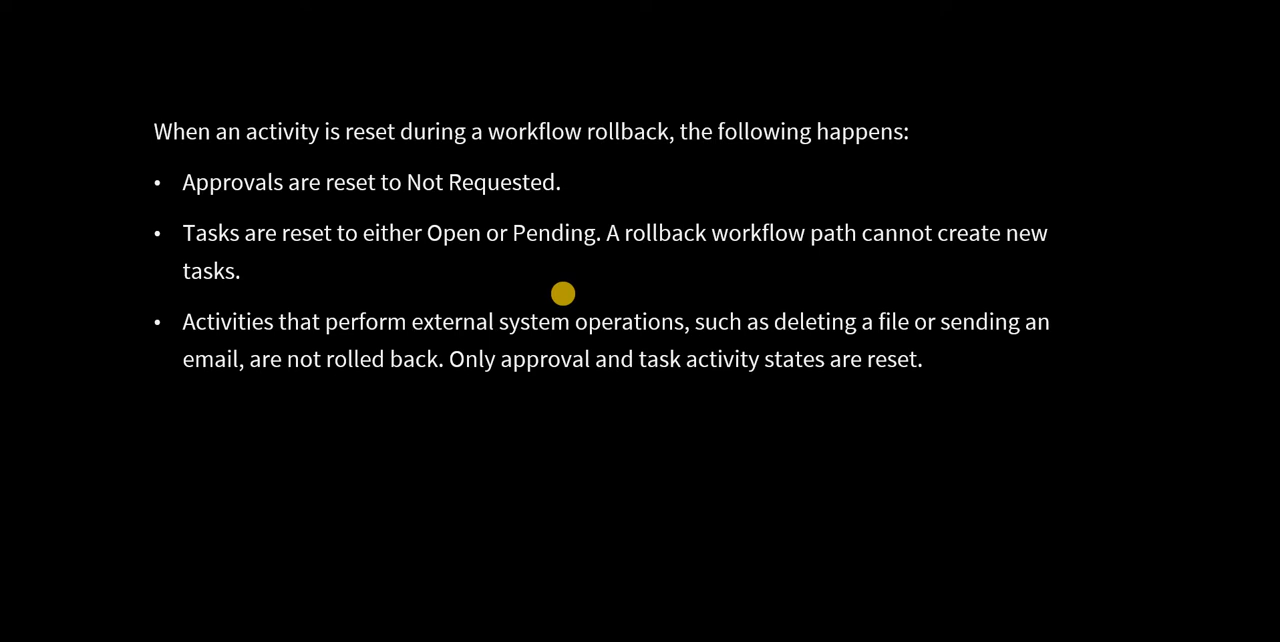 When an activity is reset during a workflow rollback, the following happens:
• Approvals are reset to Not Requested.
• Tasks are reset to either Open or Pending. A rollback workflow path cannot create new
tasks.
• Activities that perform external system operations, such as deleting a file or sending an
email, are not rolled back. Only approval and task activity states are reset.